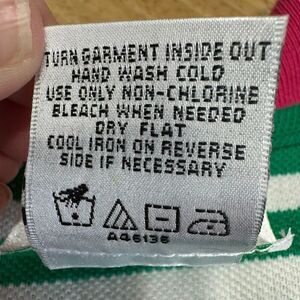 TURN GARMENT INSIDE OUT
HAND WASH COLD
USE ONLY NON-CHLORINE
BLEACH WHEN NEEDED
DRY FLAT
COOL IRON ON REVERSE
SIDE IF NECESSARY
A46136